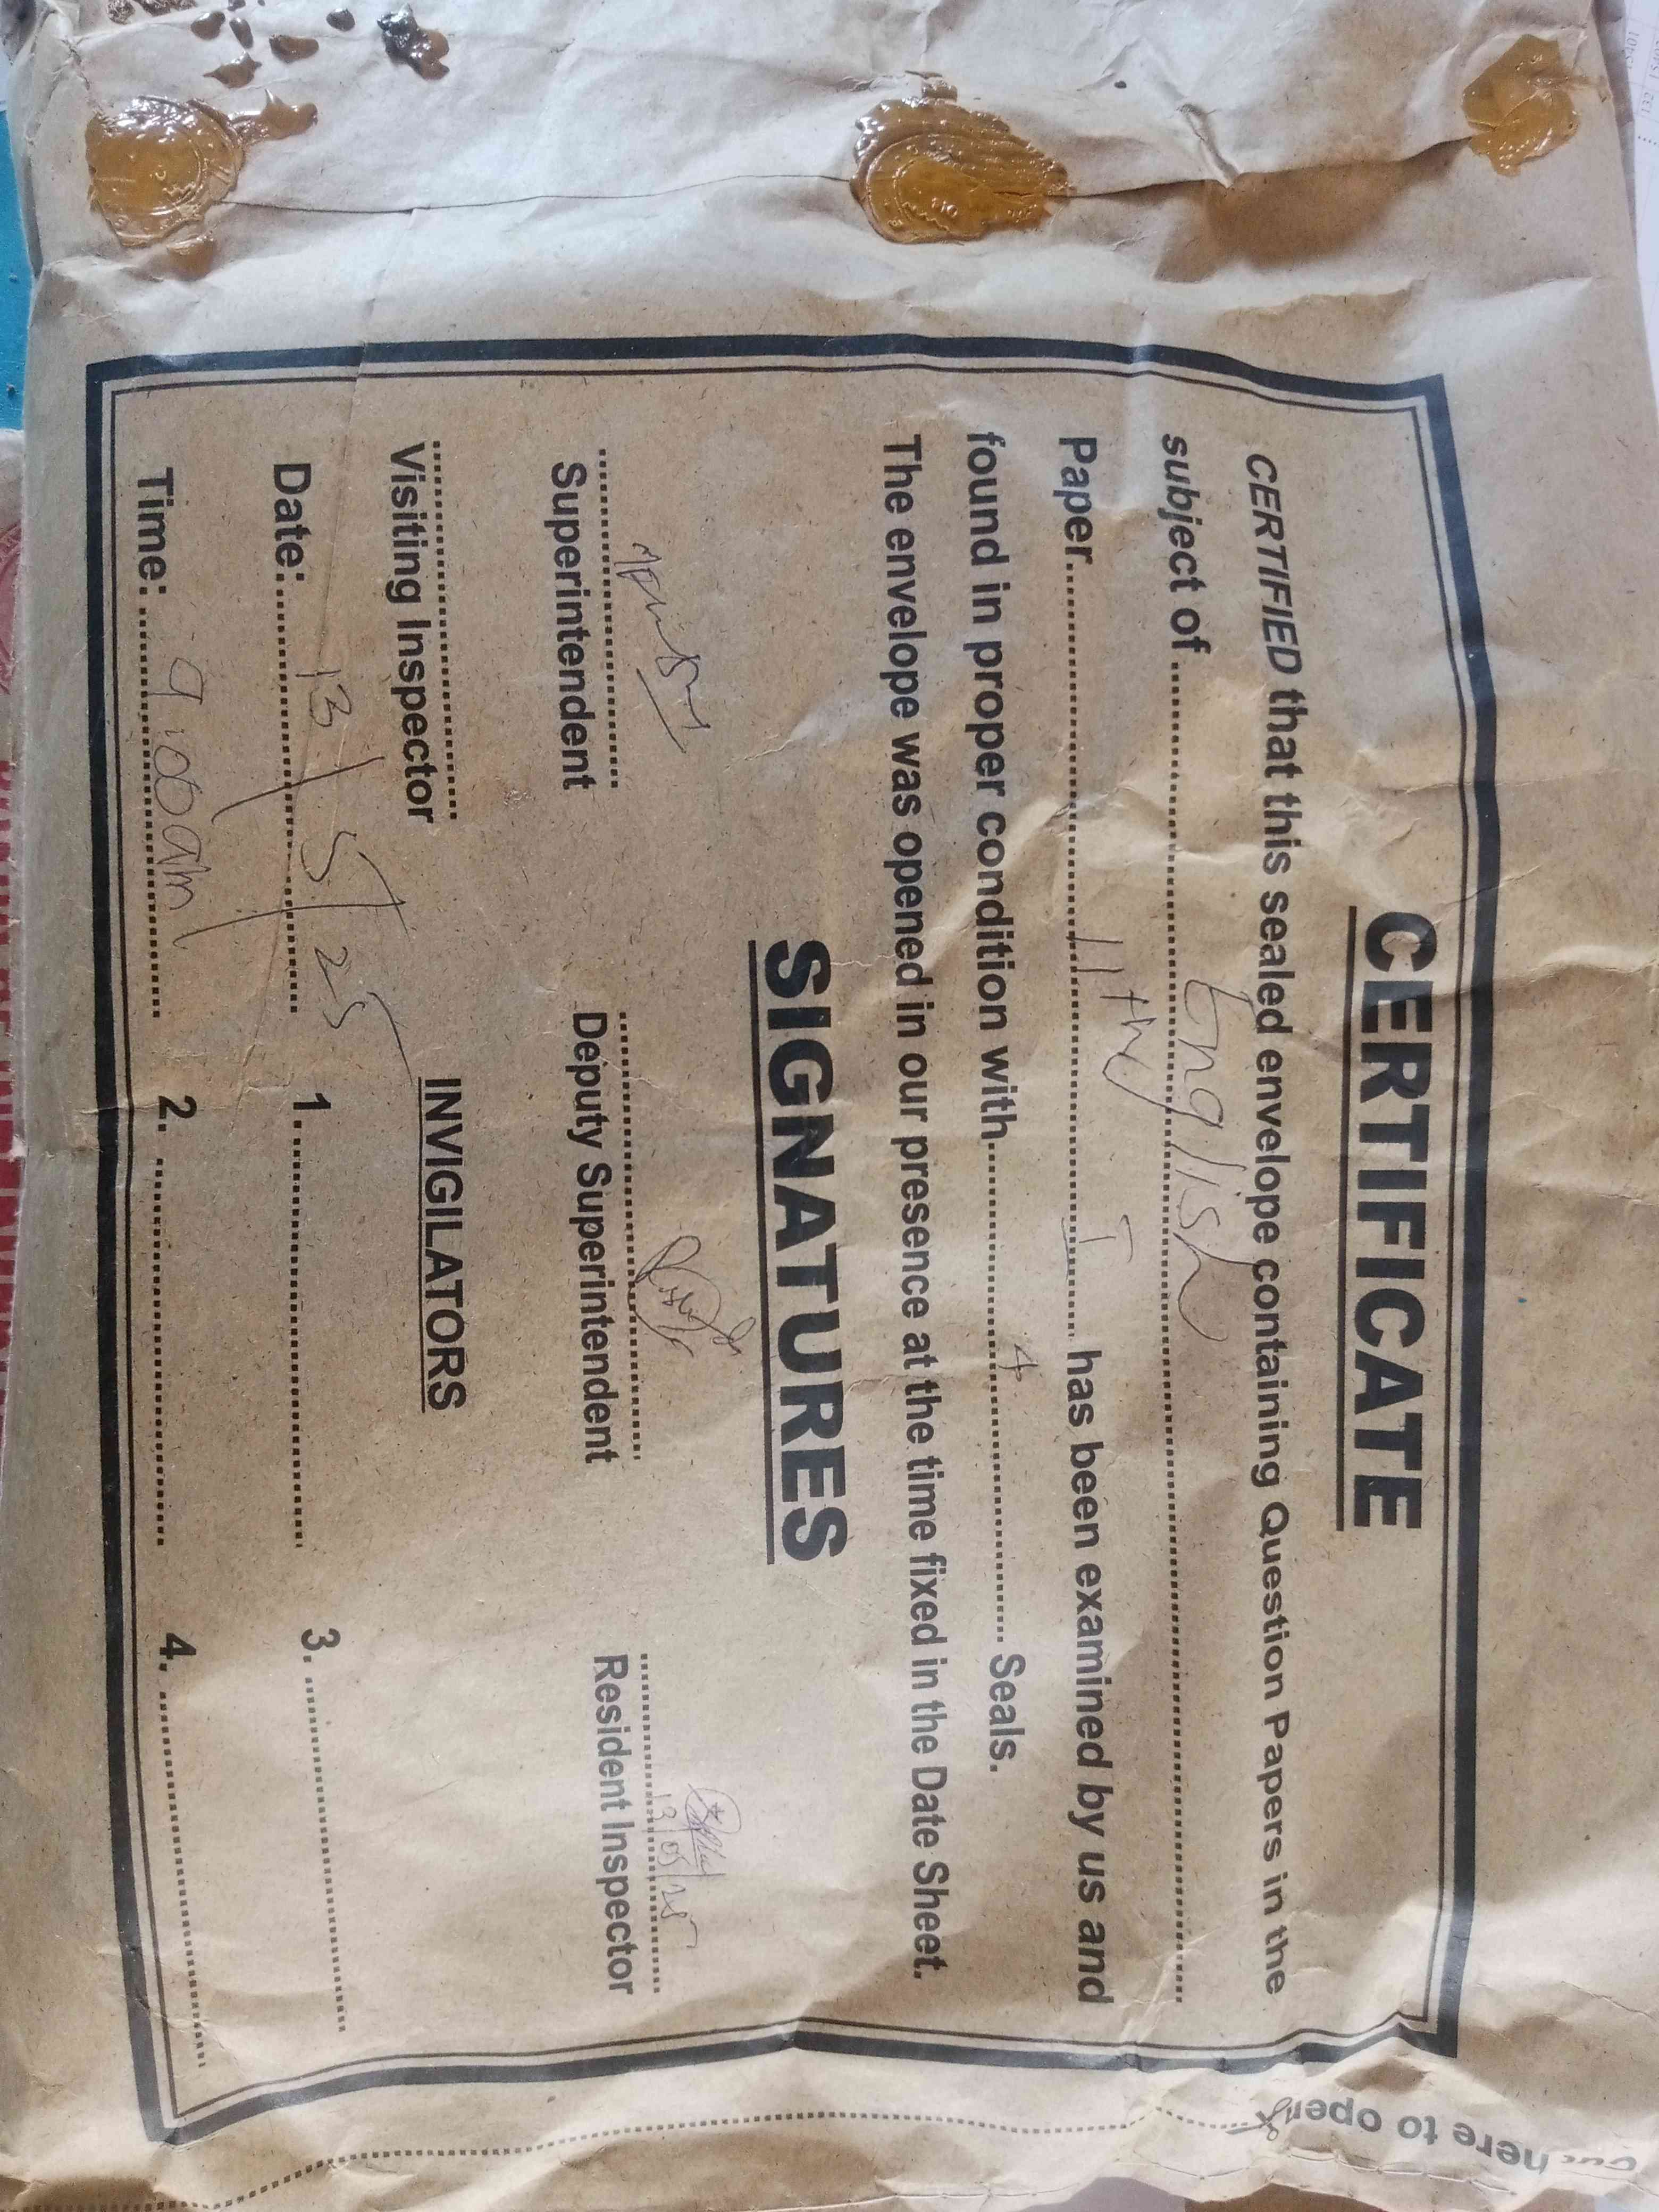 CERTIFICATE
CERTIFIED that this sealed envelope containing Question Papers in the
subject of ........ English ........
Paper ........ 11th I ........ has been examined by us and
found in proper condition with ........ 4 ........ Seals.
The envelope was opened in our presence at the time fixed in the Date Sheet.
SIGNATURES
13/05/25
Superintendent Deputy Superintendent Resident Inspector
Visiting Inspector INVIGILATORS
Date: 13/5/25 1. ........ 3. ........
Time: 9:00am 2. ........ 4. ........
here to open